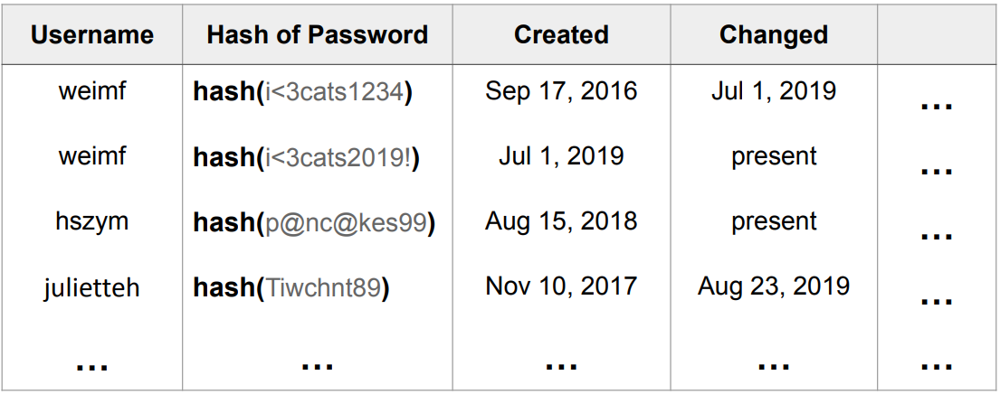 Username Hash of Password Created Changed
weimf hash(i<3cats1234) Sep 17, 2016 Jul 1, 2019 ...
weimf hash(i<3cats2019!) Jul 1, 2019 present ...
hszym hash(p@nc@kes99) Aug 15, 2018 present ...
julietteh hash(Tiwchnt89) Nov 10, 2017 Aug 23, 2019 ...
... ... ... ... ...